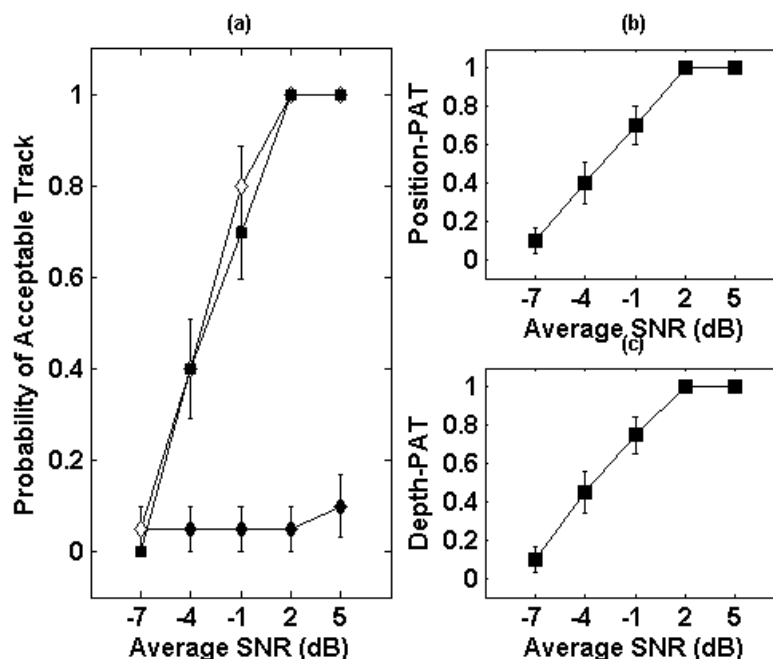 (a)
Probability of Acceptable Track
1
0.8
0.6
0.4
0.2
0
-7 -4 -1 2 5
Average SNR (dB)
(b)
Position-PAT
1
0.8
0.6
0.4
0.2
0
-7 -4 -1 2 5
Average SNR (dB)
(c)
Depth-PAT
1
0.8
0.6
0.4
0.2
0
-7 -4 -1 2 5
Average SNR (dB)